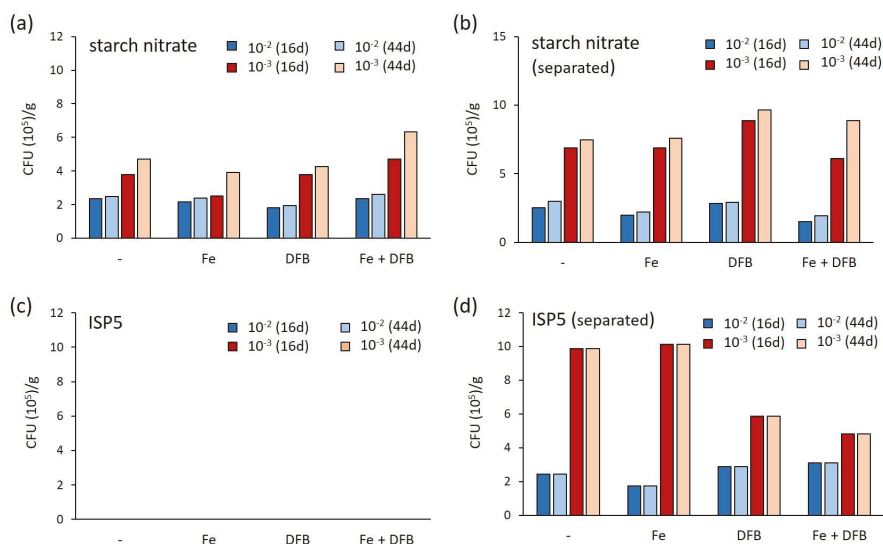 (a)
starch nitrate
10⁻² (16d) 10⁻² (44d)
10⁻³ (16d) 10⁻³ (44d)
CFU (10⁵)/g
12
10
8
6
4
2
0
- Fe DFB Fe + DFB
(b)
starch nitrate
(separated)
10⁻² (16d) 10⁻² (44d)
10⁻³ (16d) 10⁻³ (44d)
CFU (10⁵)/g
15
10
5
0
- Fe DFB Fe + DFB
(c)
ISP5
10⁻² (16d) 10⁻² (44d)
10⁻³ (16d) 10⁻³ (44d)
CFU (10⁵)/g
12
10
8
6
4
2
0
- Fe DFB Fe + DFB
(d)
ISP5 (separated)
10⁻² (16d) 10⁻² (44d)
10⁻³ (16d) 10⁻³ (44d)
CFU (10⁵)/g
12
10
8
6
4
2
0
- Fe DFB Fe + DFB